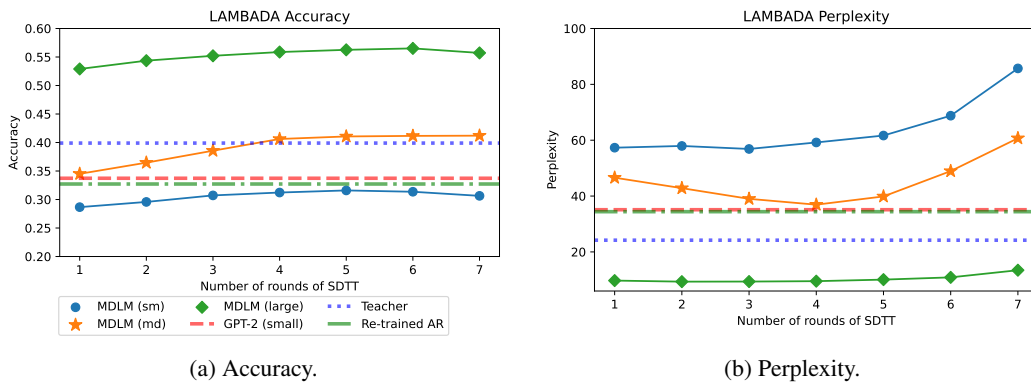 LAMBADA Accuracy
0.60
0.55
0.50
0.45
0.40
0.35
0.30
0.25
0.20
Accuracy
1 2 3 4 5 6 7
Number of rounds of SDTT
MDLM (sm) MDLM (large) Teacher
MDLM (md) GPT-2 (small) Re-trained AR
(a) Accuracy.
LAMBADA Perplexity
100
80
60
40
20
Perplexity
1 2 3 4 5 6 7
Number of rounds of SDTT
(b) Perplexity.